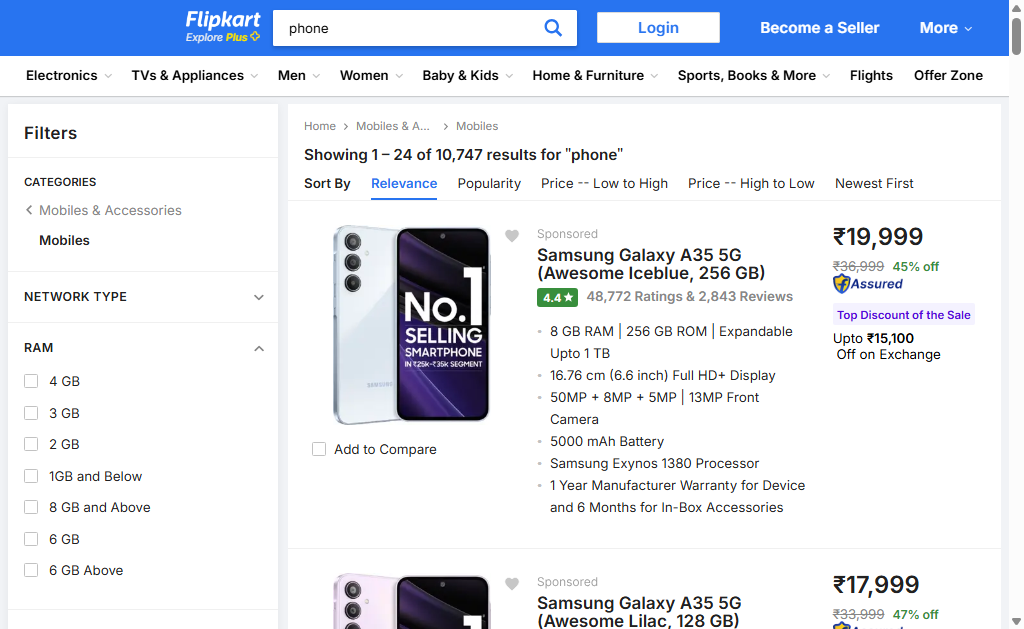 Flipkart
Explore Plus
phone
Login
Become a Seller
More
Electronics
TVs & Appliances
Men
Women
Baby & Kids
Home & Furniture
Sports, Books & More
Flights
Offer Zone
Filters
CATEGORIES
Mobiles & Accessories
Mobiles
NETWORK TYPE
RAM
4 GB
3 GB
2 GB
1GB and Below
8 GB and Above
6 GB
6 GB Above
Home
Mobiles & A...
Mobiles
Showing 1 – 24 of 10,747 results for "phone"
Sort By
Relevance
Popularity
Price -- Low to High
Price -- High to Low
Newest First
No.1
SELLING
SMARTPHONE
IN ₹25k-₹35k SEGMENT
SAMSUNG
Add to Compare
Sponsored
Samsung Galaxy A35 5G
(Awesome Iceblue, 256 GB)
4.4★
48,772 Ratings & 2,843 Reviews
8 GB RAM | 256 GB ROM | Expandable
Upto 1 TB
16.76 cm (6.6 inch) Full HD+ Display
50MP + 8MP + 5MP | 13MP Front
Camera
5000 mAh Battery
Samsung Exynos 1380 Processor
1 Year Manufacturer Warranty for Device
and 6 Months for In-Box Accessories
₹19,999
₹36,999 45% off
Assured
Top Discount of the Sale
Upto ₹15,100
Off on Exchange
Sponsored
Samsung Galaxy A35 5G
(Awesome Lilac, 128 GB)
₹17,999
₹33,999 47% off